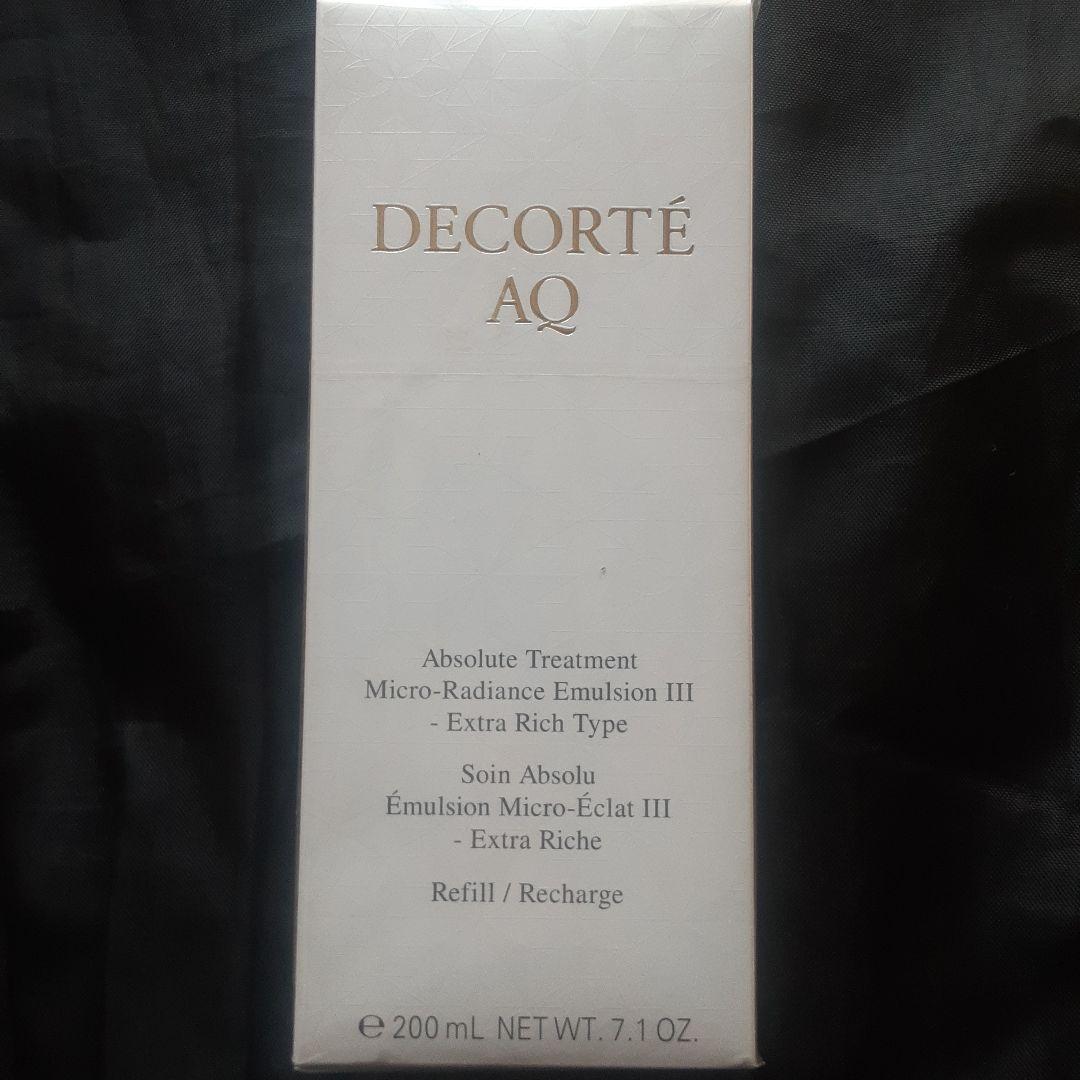 DECORTÉ
AQ
Absolute Treatment
Micro-Radiance Emulsion III
- Extra Rich Type
Soin Absolu
Émulsion Micro-Éclat III
- Extra Riche
Refill / Recharge
℮ 200 mL NET WT. 7.1 OZ.